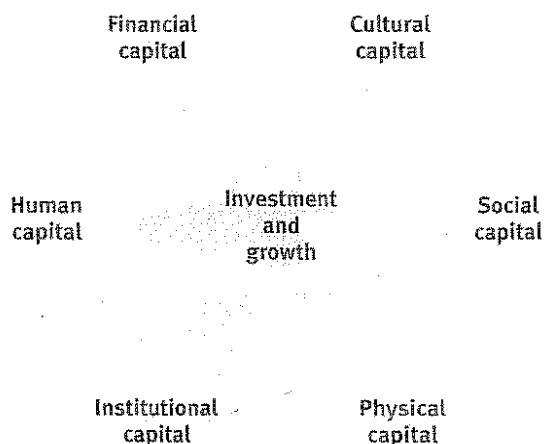 Financial
capital
Cultural
capital
Human
capital
Investment
and
growth
Social
capital
Institutional
capital
Physical
capital